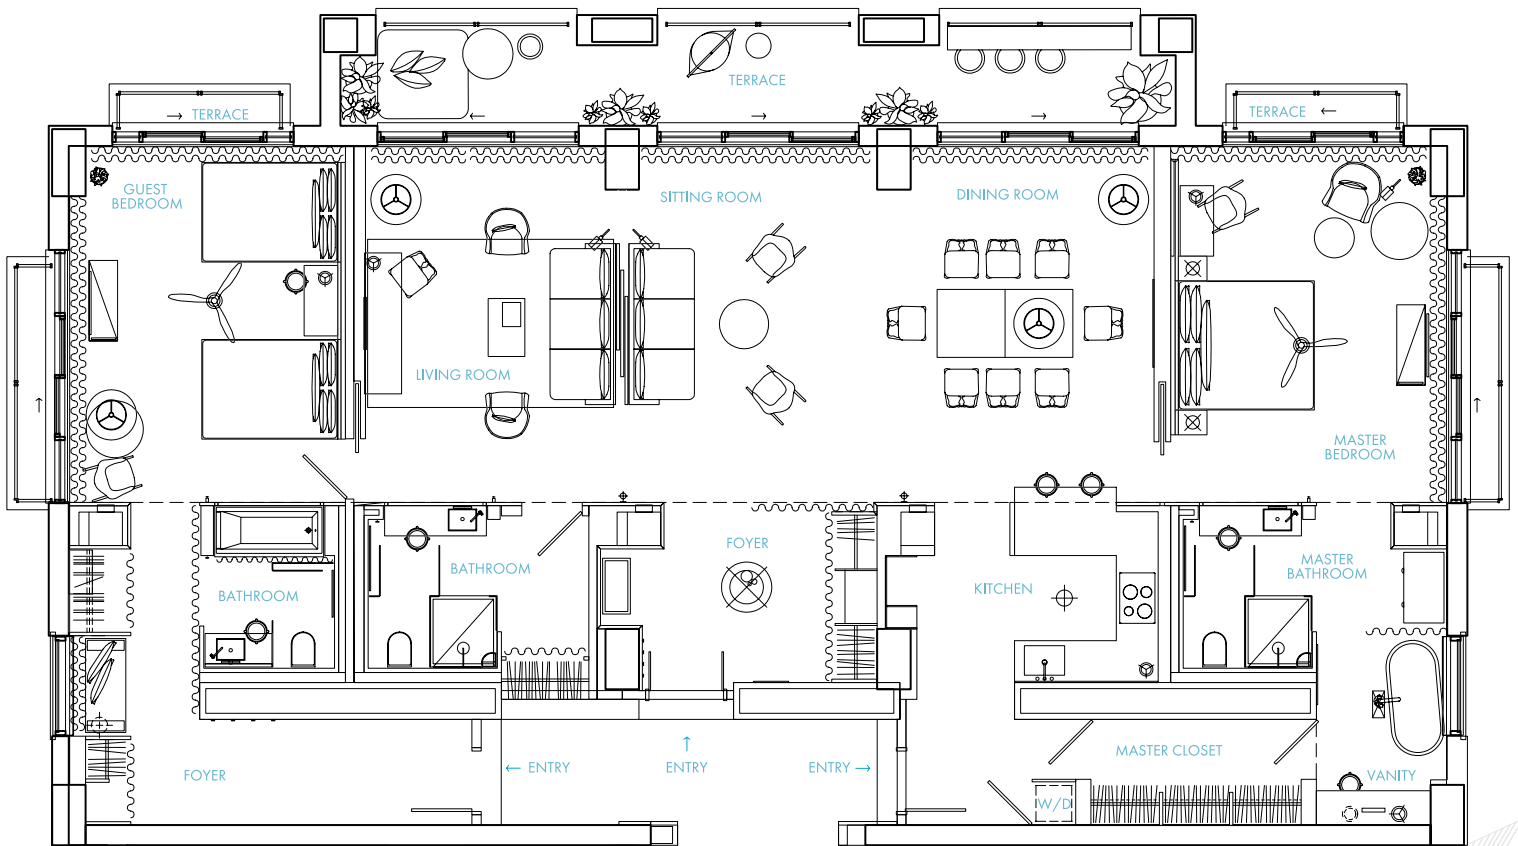 TERRACE
→ TERRACE
TERRACE ←
GUEST
BEDROOM
SITTING ROOM
DINING ROOM
LIVING ROOM
MASTER
BEDROOM
FOYER
BATHROOM
MASTER
BATHROOM
KITCHEN
BATHROOM
MASTER CLOSET
FOYER
← ENTRY
ENTRY
ENTRY →
VANITY
W/D